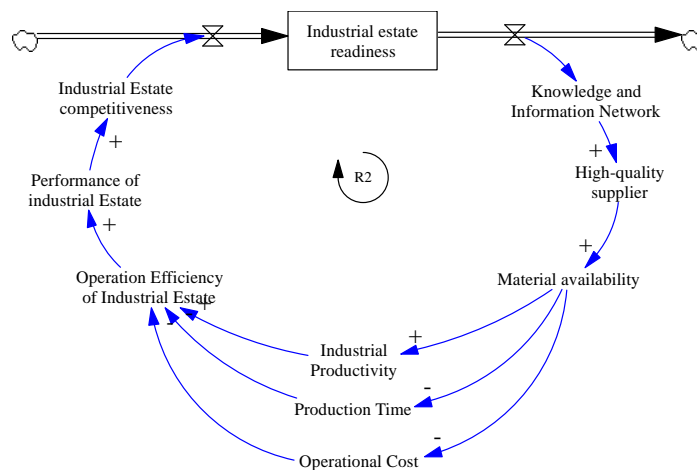 Industrial estate
readiness
Industrial Estate
competitiveness
Knowledge and
Information Network
+
+
R2
Performance of
industrial Estate
High-quality
supplier
+
+
Operation Efficiency
of Industrial Estate
Material availability
+
-
-
+
Industrial
Productivity
-
Production Time
-
Operational Cost